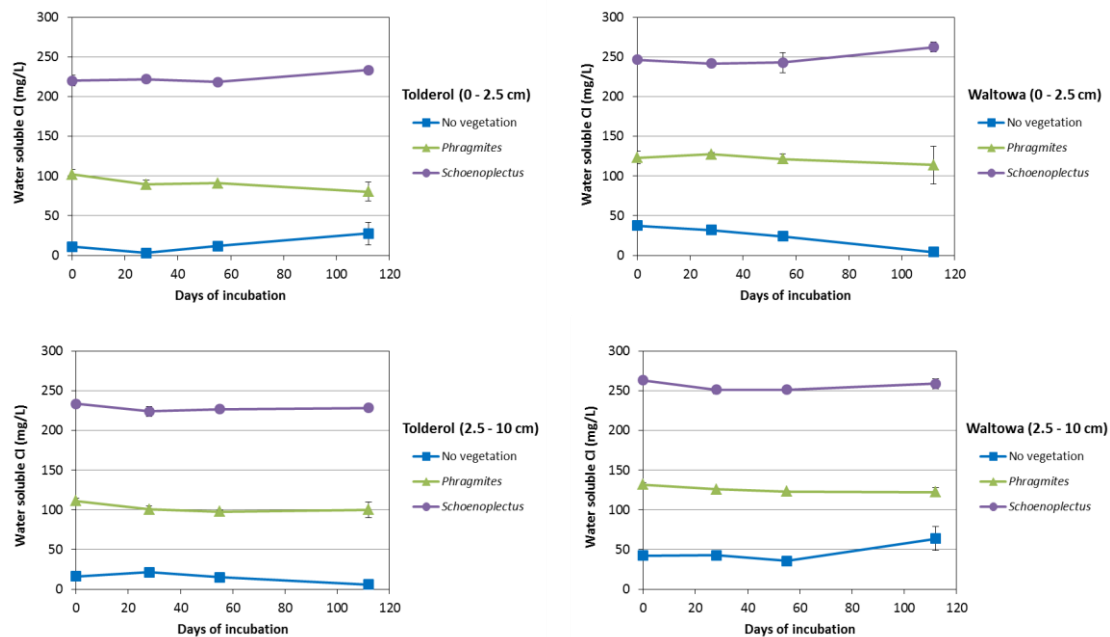 300
250
200
150
100
50
0
Water soluble Cl (mg/L)
0 20 40 60 80 100 120
Days of incubation
Tolderol (0 - 2.5 cm)
No vegetation
Phragmites
Schoenoplectus
300
250
200
150
100
50
0
Water soluble Cl (mg/L)
0 20 40 60 80 100 120
Days of incubation
Waltowa (0 - 2.5 cm)
No vegetation
Phragmites
Schoenoplectus
300
250
200
150
100
50
0
Water soluble Cl (mg/L)
0 20 40 60 80 100 120
Days of incubation
Tolderol (2.5 - 10 cm)
No vegetation
Phragmites
Schoenoplectus
300
250
200
150
100
50
0
Water soluble Cl (mg/L)
0 20 40 60 80 100 120
Days of incubation
Waltowa (2.5 - 10 cm)
No vegetation
Phragmites
Schoenoplectus